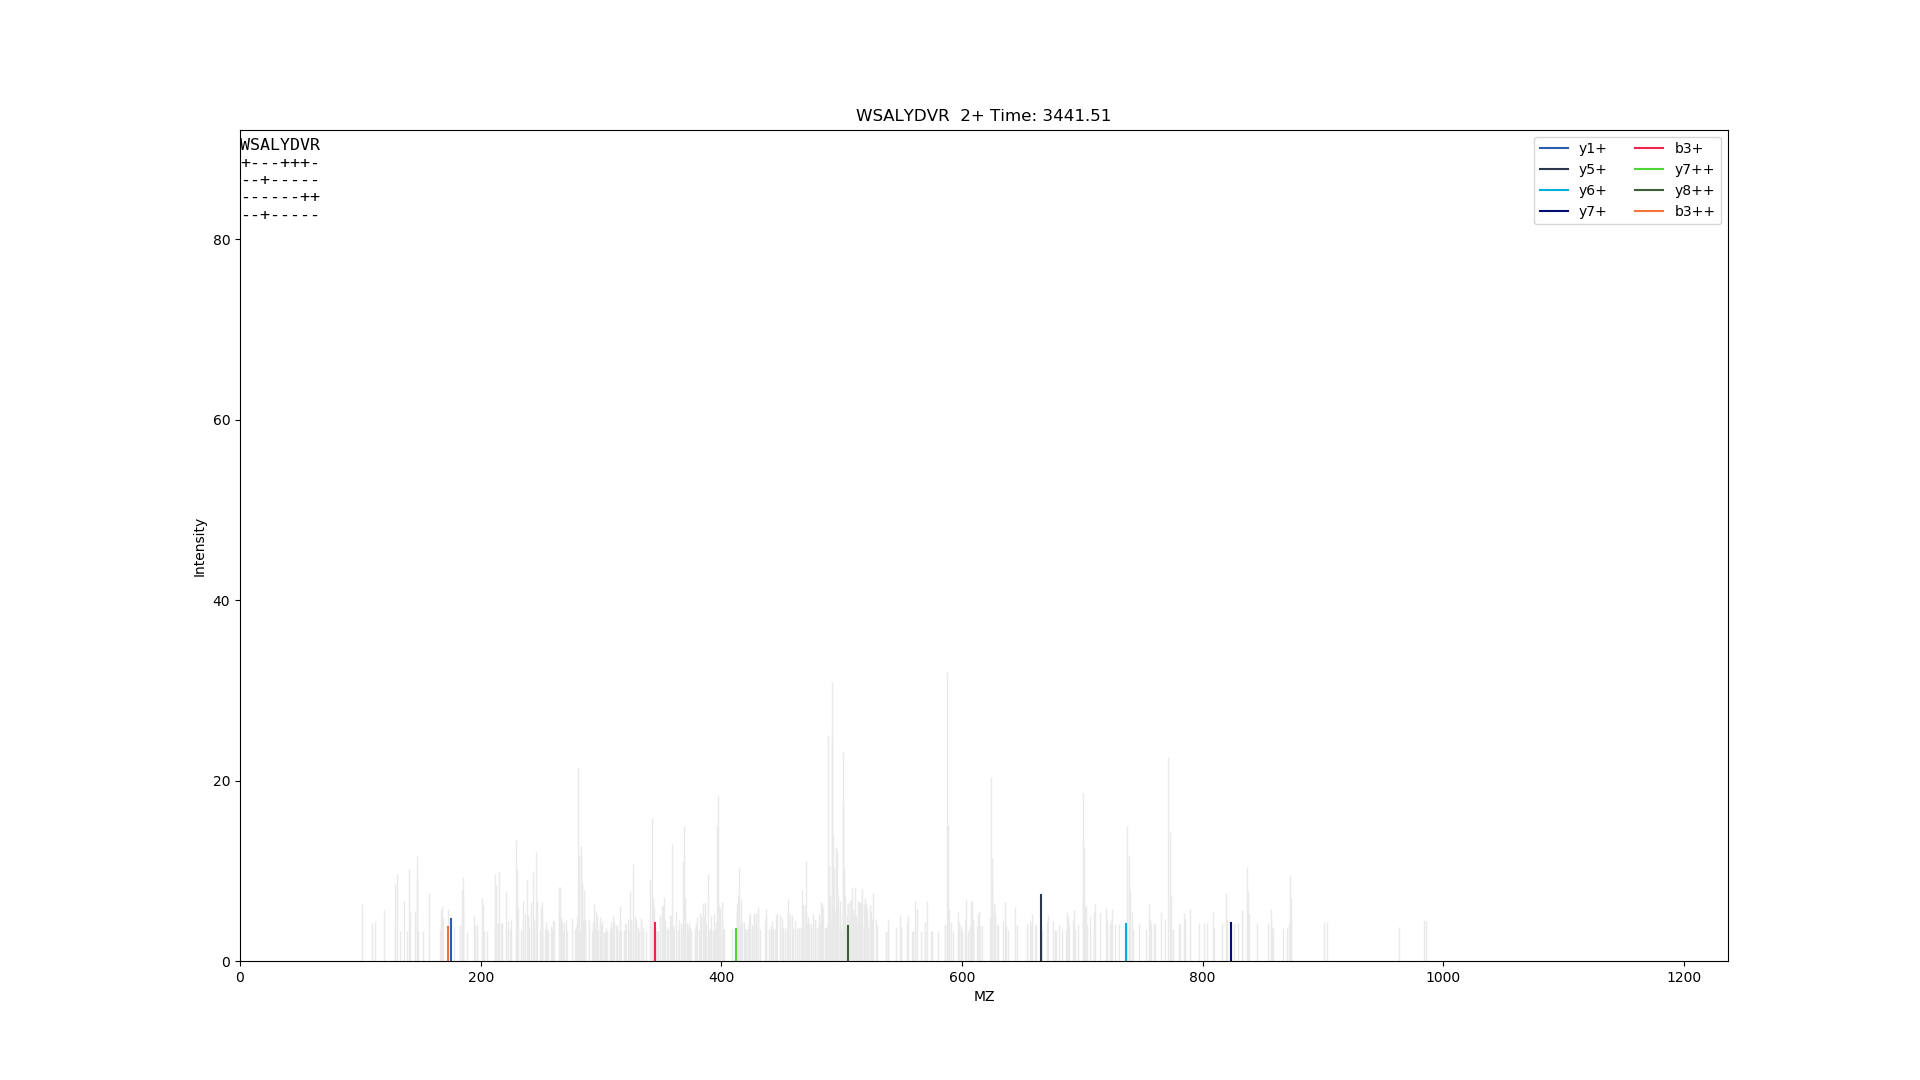 WSALYDVR  2+ Time: 3441.51
WSALYDVR
+---+++-
--+-----
------++
--+-----
y1+
y5+
y6+
y7+
b3+
y7++
y8++
b3++
80
60
40
20
0
Intensity
0 200 400 600 800 1000 1200
MZ